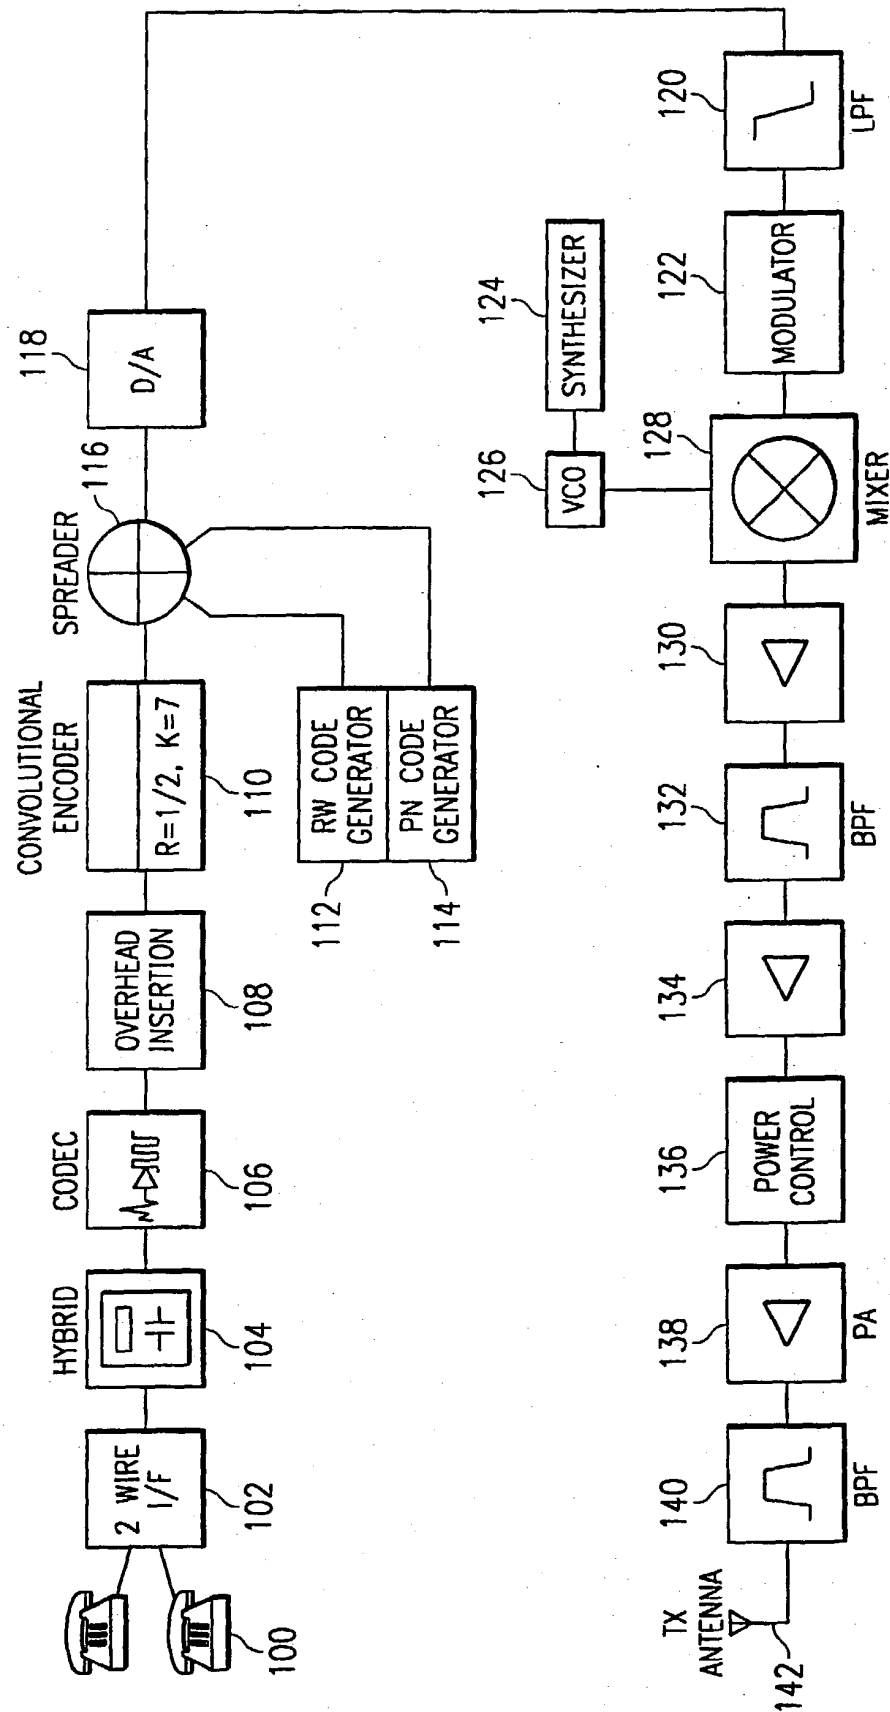 CONVOLUTIONAL
ENCODER
SPREADER
HYBRID
CODEC
116
118
2 WIRE
I/F
OVERHEAD
INSERTION
R=1/2, K=7
D/A
100
102
104
106
108
110
RW CODE
GENERATOR
PN CODE
GENERATOR
112
114
124
126
SYNTHESIZER
VCO
TX
ANTENNA
142
140
138
136
134
132
130
128
122
120
POWER
CONTROL
MODULATOR
BPF
PA
BPF
MIXER
LPF